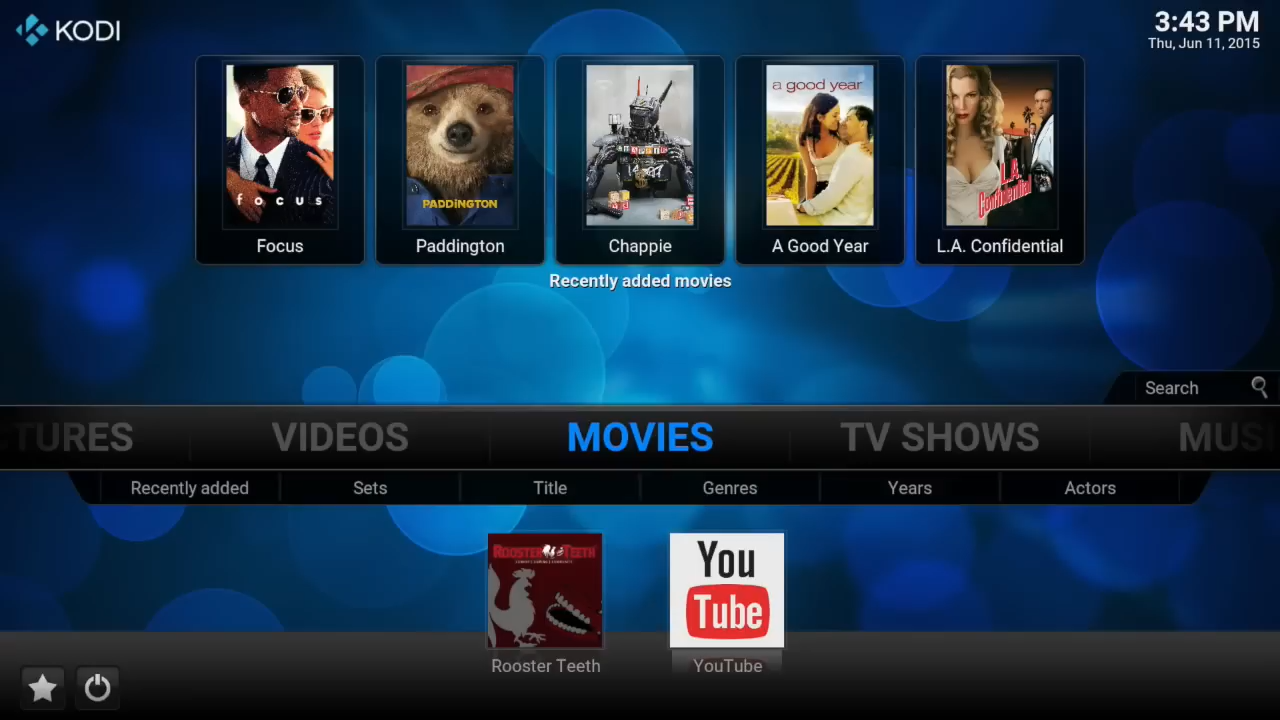 KODI
3:43 PM
Thu, Jun 11, 2015
focus
PADDINGTON
a good year
L.A.
Confidential
Focus
Paddington
Chappie
A Good Year
L.A. Confidential
Recently added movies
Search
TURES
VIDEOS
MOVIES
TV SHOWS
MUSI
Recently added
Sets
Title
Genres
Years
Actors
ROOSTER TEETH
You
Tube
Rooster Teeth
YouTube